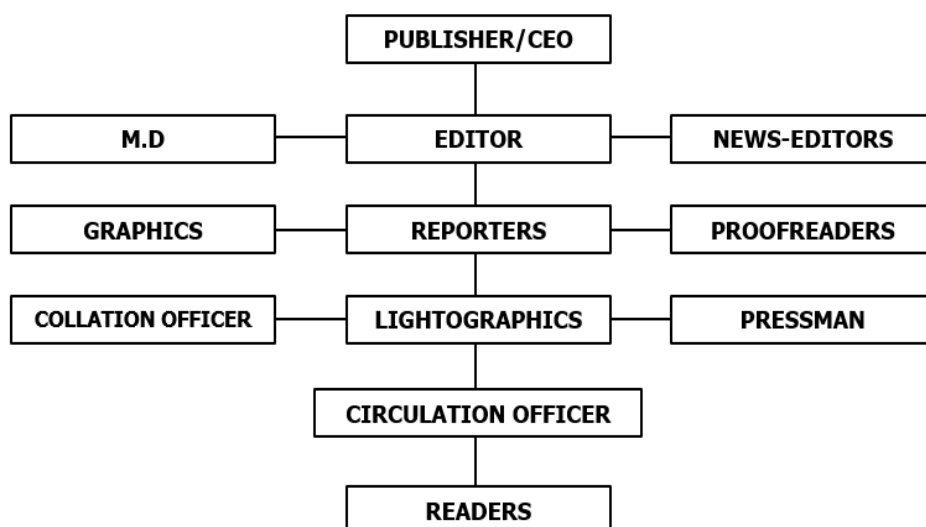 PUBLISHER/CEO
M.D
EDITOR
NEWS-EDITORS
GRAPHICS
REPORTERS
PROOFREADERS
COLLATION OFFICER
LIGHTOGRAPHICS
PRESSMAN
CIRCULATION OFFICER
READERS